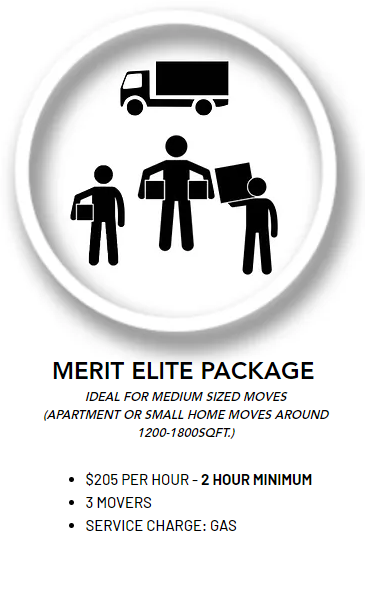 MERIT ELITE PACKAGE
IDEAL FOR MEDIUM SIZED MOVES
(APARTMENT OR SMALL HOME MOVES AROUND
1200-1800SQFT.)
• $205 PER HOUR - 2 HOUR MINIMUM
• 3 MOVERS
• SERVICE CHARGE: GAS